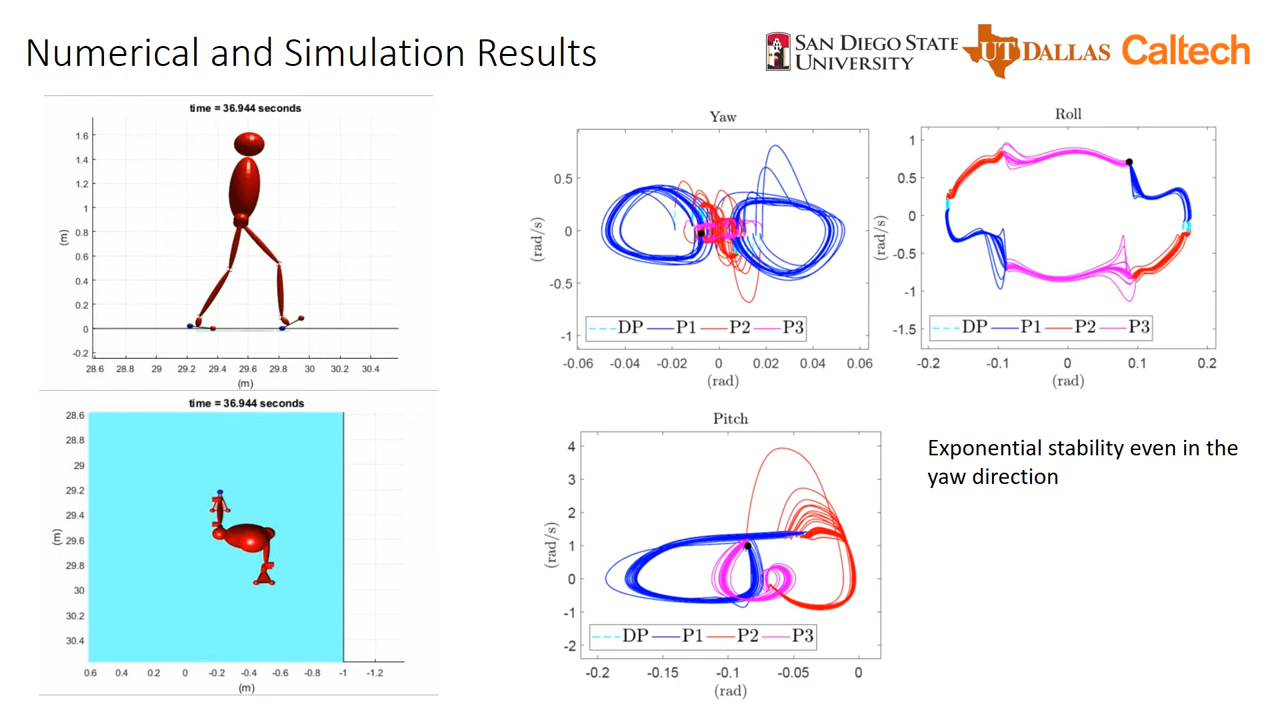 Numerical and Simulation Results
SAN DIEGO STATE
UNIVERSITY
UT DALLAS
Caltech
time = 36.944 seconds
1.6
1.4
1.2
1
0.8
0.6
0.4
0.2
0
-0.2
(m)
28.6 28.8 29 29.2 29.4 29.6 29.8 30 30.2 30.4
(m)
time = 36.944 seconds
28.6
28.8
29
29.2
29.4
29.6
29.8
30
30.2
30.4
(m)
0.6 0.4 0.2 0 -0.2 -0.4 -0.6 -0.8 -1 -1.2
(m)
Yaw
0.5
0
-0.5
-1
(rad/s)
DP P1 P2 P3
-0.06 -0.04 -0.02 0 0.02 0.04 0.06
(rad)
Roll
1
0.5
0
-0.5
-1
-1.5
(rad/s)
DP P1 P2 P3
-0.2 -0.1 0 0.1 0.2
(rad)
Pitch
4
3
2
1
0
-1
-2
(rad/s)
DP P1 P2 P3
-0.2 -0.15 -0.1 -0.05 0
(rad)
Exponential stability even in the
yaw direction